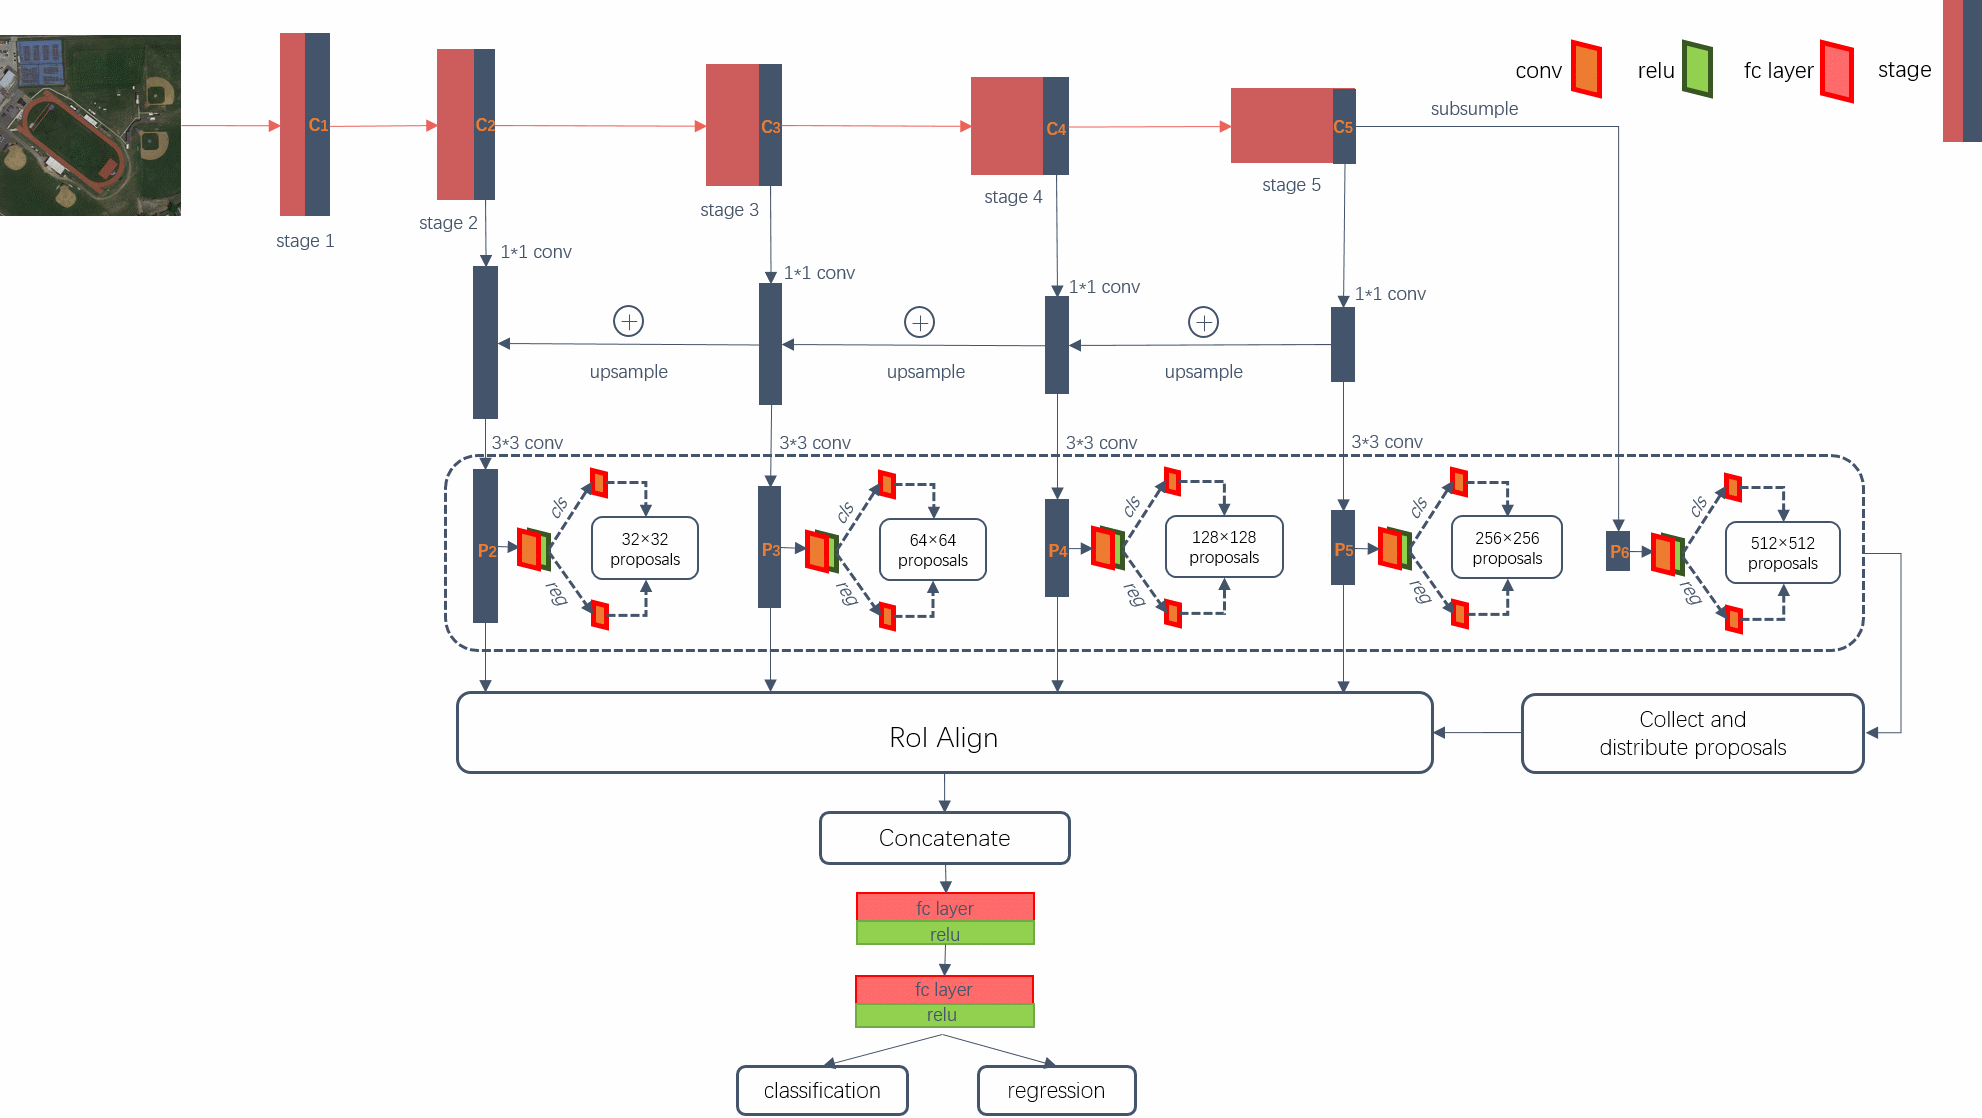 conv
relu
fc layer
stage
subsumple
C1
C2
C3
C4
C5
stage 1
stage 2
stage 3
stage 4
stage 5
1*1 conv
1*1 conv
1*1 conv
1*1 conv
upsample
upsample
upsample
3*3 conv
3*3 conv
3*3 conv
3*3 conv
P2
cls
reg
32×32
proposals
P3
cls
reg
64×64
proposals
P4
cls
reg
128×128
proposals
P5
cls
reg
256×256
proposals
P6
cls
reg
512×512
proposals
RoI Align
Collect and
distribute proposals
Concatenate
fc layer
relu
fc layer
relu
classification
regression